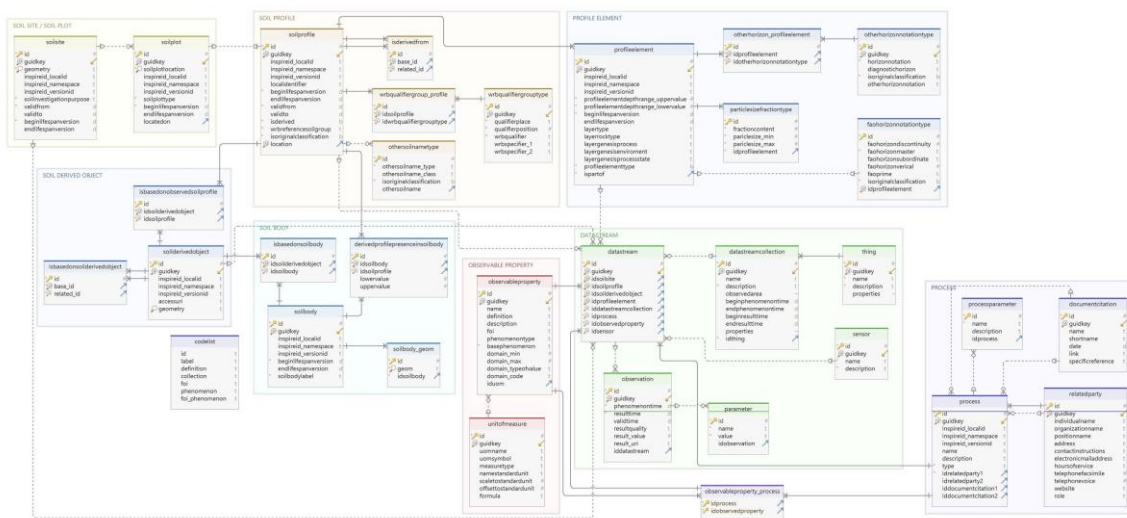 SOIL SITE / SOIL PLOT
soilsite
id
guidkey
geometry
inspireid_localid
inspireid_namespace
inspireid_versionid
soilinvestigationpurpose
validfrom
validto
beginlifespanversion
endlifespanversion
soilplot
id
guidkey
soilplotlocation
inspireid_localid
inspireid_namespace
inspireid_versionid
soilplottype
beginlifespanversion
endlifespanversion
locatedon
SOIL PROFILE
soilprofile
id
guidkey
inspireid_localid
inspireid_namespace
inspireid_versionid
localidentifier
beginlifespanversion
endlifespanversion
validfrom
validto
isderived
wrbreferencesoilgroup
isoriginalclassification
location
isderivedfrom
id
base_id
related_id
wrbqualifiergroup_profile
id
idsoilprofile
idwrbqualifiergrouptype
wrbqualifiergrouptype
id
guidkey
qualifierplace
qualifierposition
wrbqualifier
wrbspecifier_1
wrbspecifier_2
othersoilnametype
id
othersoilname_type
othersoilname_class
isoriginalclassification
othersoilname
PROFILE ELEMENT
profileelement
id
guidkey
inspireid_localid
inspireid_namespace
inspireid_versionid
profileelementdepthrange_uppervalue
profileelementdepthrange_lowervalue
beginlifespanversion
endlifespanversion
layertype
layerrocktype
layergenesisprocess
layergenesisenviroment
layergenesisprocessstate
profileelementtype
ispartof
otherhorizon_profileelement
id
idprofileelement
idotherhorizonnotationtype
otherhorizonnotationtype
id
guidkey
horizonnotation
diagnostichorizon
isoriginalclassification
otherhorizonnotation
particlesizefractiontype
id
fractioncontent
pariclesize_min
pariclesize_max
idprofileelement
faohorizonnotationtype
id
guidkey
faohorizondiscontinuity
faohorizonmaster
faohorizonsubordinate
faohorizonverical
faoprime
isoriginalclassification
idprofileelement
SOIL DERIVED OBJECT
isbasedonobservedsoilprofile
id
idsoilderivedobject
idsoilprofile
isbasedonsoilderivedobject
id
base_id
related_id
soilderivedobject
id
guidkey
inspireid_localid
inspireid_namespace
inspireid_versionid
accessuri
geometry
codelist
id
label
definition
collection
foi
phenomenon
foi_phenomenon
SOIL BODY
isbasedonsoilbody
id
idsoilderivedobject
idsoilbody
derivedprofilepresenceinsoilbody
id
idsoilbody
idsoilprofile
lowervalue
uppervalue
soilbody
id
guidkey
inspireid_localid
inspireid_namespace
inspireid_versionid
beginlifespanversion
endlifespanversion
soilbodylabel
soilbody_geom
id
geom
idsoilbody
OBSERVABLE PROPERTY
observableproperty
id
guidkey
name
definition
description
foi
phenomenontype
basephenomenon
domain_min
domain_max
domain_typeofvalue
domain_code
iduom
unitofmeasure
id
guidkey
uomname
uomsymbol
measuretype
namestandardunit
scaletostandardunit
offsettostandardunit
formula
DATASTREAM
datastream
id
guidkey
idsoilsite
idsoilprofile
idsoilderivedobject
idprofileelement
iddatastreamcollection
idprocess
idobservedproperty
idsensor
datastreamcollection
id
guidkey
name
description
observedarea
beginphenomenontime
endphenomenontime
beginresulttime
endresulttime
properties
idthing
thing
id
guidkey
name
description
properties
sensor
id
guidkey
name
description
observation
id
guidkey
phenomenontime
resulttime
validtime
resultquality
result_value
result_uri
iddatastream
parameter
id
name
value
idobservation
observableproperty_process
idprocess
idobservedproperty
PROCESS
processparameter
id
name
description
idprocess
documentcitation
id
guidkey
name
shortname
date
link
specificreference
process
id
guidkey
inspireid_localid
inspireid_namespace
inspireid_versionid
name
description
type
idrelatedparty1
idrelatedparty2
iddocumentcitation1
iddocumentcitation2
relatedparty
id
guidkey
individualname
organizationname
positionname
address
contactinstructions
electronicmailaddress
hoursofservice
telephonefacsimile
telephonevoice
website
role